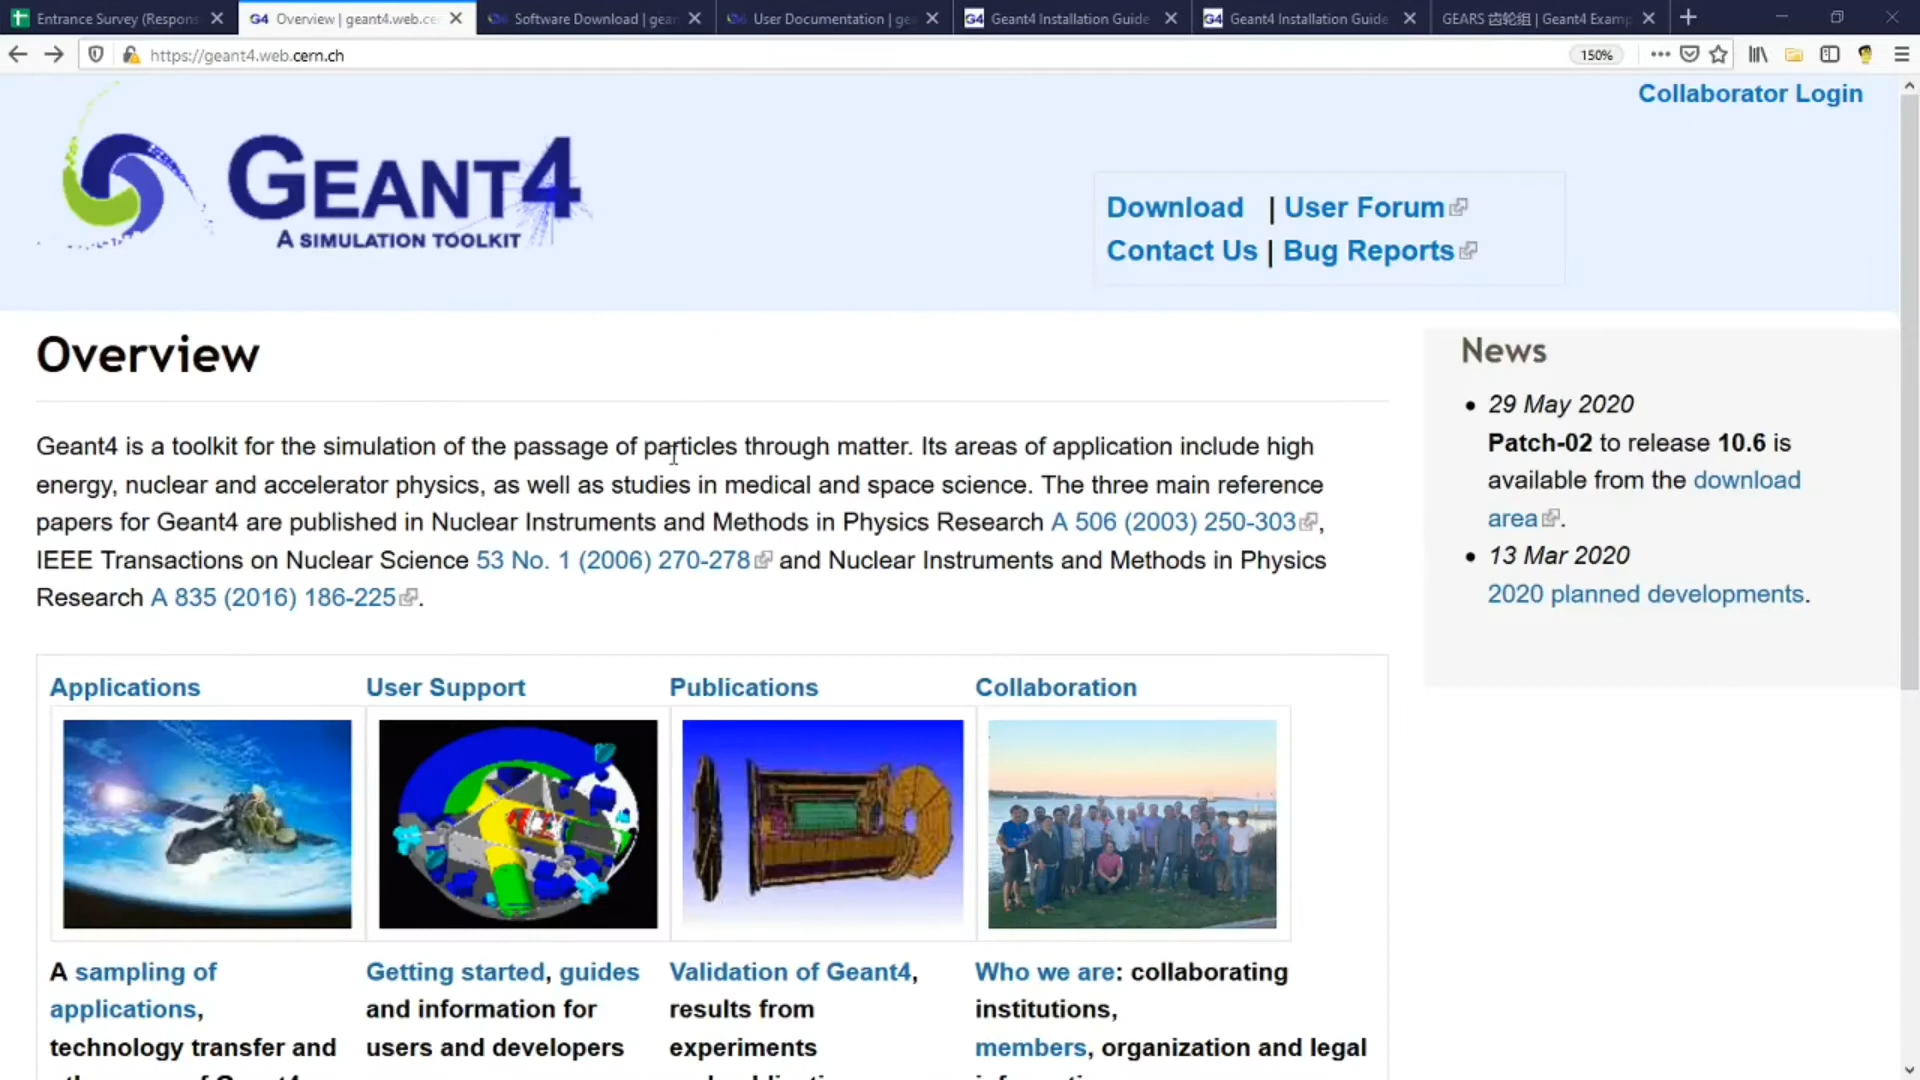 Entrance Survey (Respons
Overview | geant4.web.ce
Software Download | gea
User Documentation | ge
Geant4 Installation Guide
Geant4 Installation Guide
GEARS 齿轮组 | Geant4 Examp
https://geant4.web.cern.ch
150%
Collaborator Login
GEANT4
A SIMULATION TOOLKIT
Download | User Forum
Contact Us | Bug Reports
Overview
Geant4 is a toolkit for the simulation of the passage of particles through matter. Its areas of application include high
energy, nuclear and accelerator physics, as well as studies in medical and space science. The three main reference
papers for Geant4 are published in Nuclear Instruments and Methods in Physics Research A 506 (2003) 250-303,
IEEE Transactions on Nuclear Science 53 No. 1 (2006) 270-278 and Nuclear Instruments and Methods in Physics
Research A 835 (2016) 186-225.
News
29 May 2020
Patch-02 to release 10.6 is
available from the download
area.
13 Mar 2020
2020 planned developments.
Applications
User Support
Publications
Collaboration
A sampling of
applications,
technology transfer and
Getting started, guides
and information for
users and developers
Validation of Geant4,
results from
experiments
Who we are: collaborating
institutions,
members, organization and legal